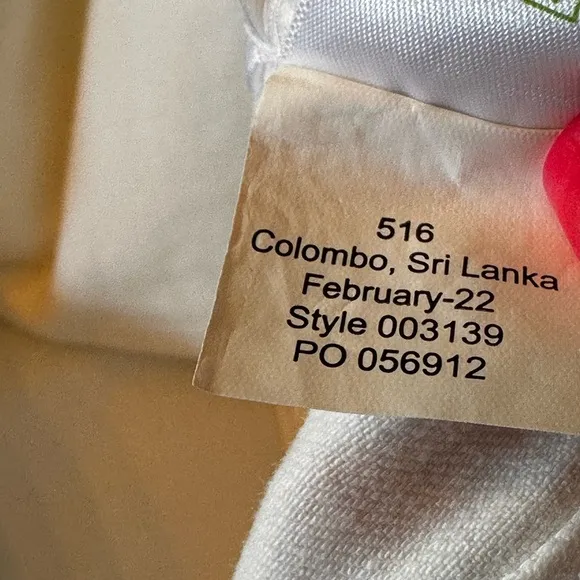 516
Colombo, Sri Lanka
February-22
Style 003139
PO 056912